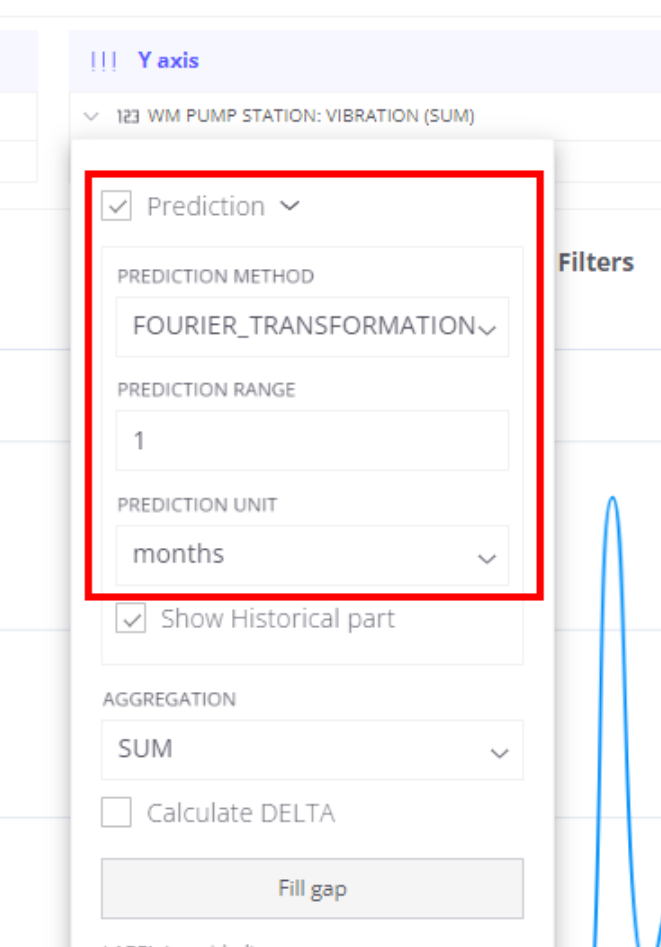 Y axis
123 WM PUMP STATION: VIBRATION (SUM)
Prediction
Filters
PREDICTION METHOD
FOURIER_TRANSFORMATION
PREDICTION RANGE
1
PREDICTION UNIT
months
Show Historical part
AGGREGATION
SUM
Calculate DELTA
Fill gap